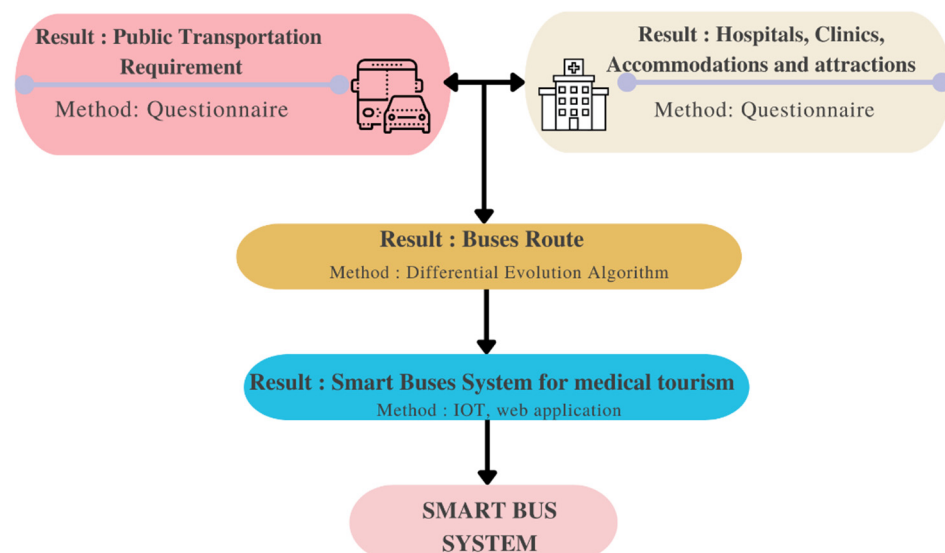 Result : Public Transportation
Requirement
Method: Questionnaire
Result : Hospitals, Clinics,
Accommodations and attractions
Method: Questionnaire
Result : Buses Route
Method : Differential Evolution Algorithm
Result : Smart Buses System for medical tourism
Method : IOT, web application
SMART BUS
SYSTEM